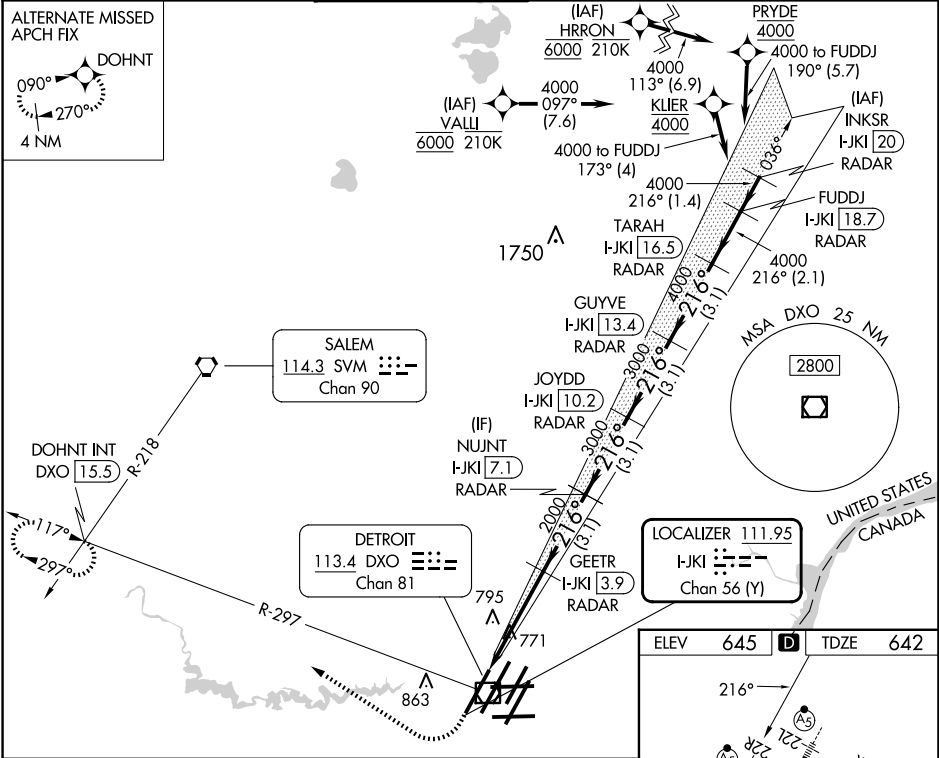 ALTERNATE MISSED
APCH FIX
DOHNT
090°
270°
4 NM
(IAF)
HRRON
6000 210K
4000
113° (6.9)
PRYDE
4000
4000 to FUDDJ
190° (5.7)
(IAF)
VALLI
6000 210K
4000
097°
(7.6)
KLIER
4000
4000 to FUDDJ
173° (4)
(IAF)
INKSR
I-JKI 20
RADAR
036°
4000
216° (1.4)
FUDDJ
I-JKI 18.7
RADAR
4000
216° (2.1)
TARAH
I-JKI 16.5
RADAR
1750
4000
216°
(3.1)
GUYVE
I-JKI 13.4
RADAR
3000
216°
(3.1)
JOYDD
I-JKI 10.2
RADAR
3000
216°
(3.1)
(IF)
NUJNT
I-JKI 7.1
RADAR
2000
216°
(3.1)
GEETR
I-JKI 3.9
RADAR
MSA DXO 25 NM
2800
SALEM
114.3 SVM
Chan 90
R-218
DOHNT INT
DXO 15.5
117°
297°
R-297
DETROIT
113.4 DXO
Chan 81
LOCALIZER 111.95
I-JKI
Chan 56 (Y)
UNITED STATES
CANADA
795
771
863
ELEV 645 D TDZE 642
216°
A5
22R
22L
A5